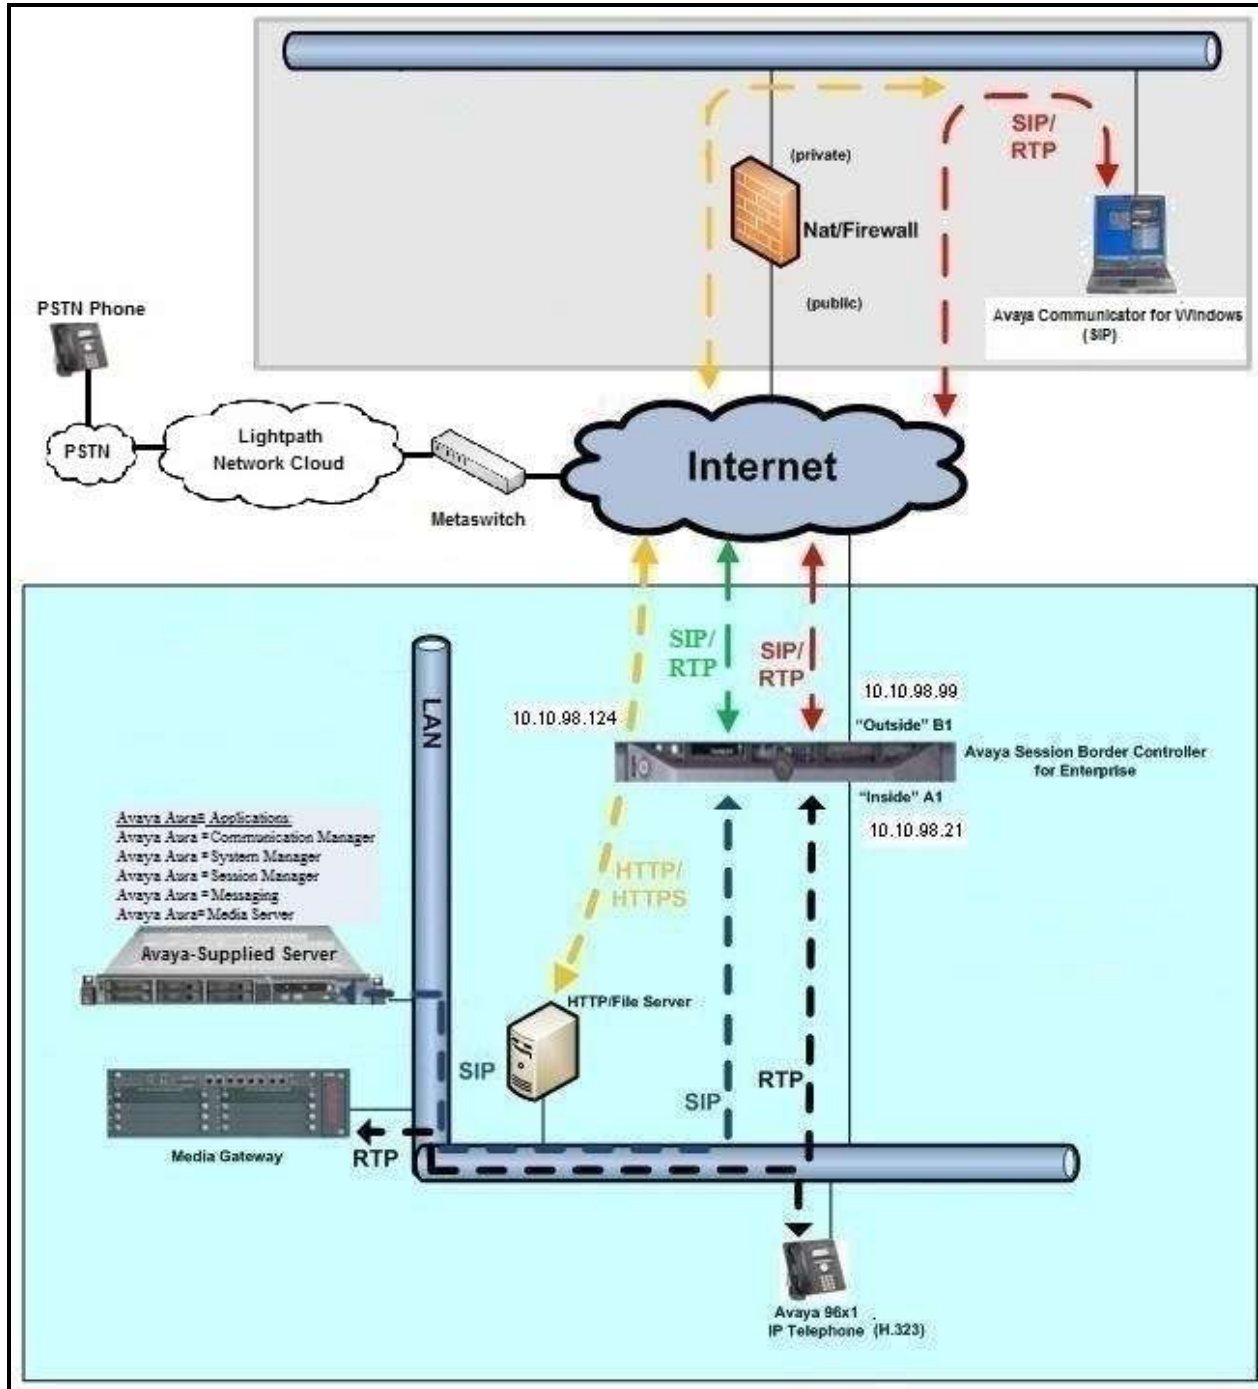 SIP/
RTP
(private)
Nat/Firewall
(public)
Avaya Communicator for Windows
(SIP)
PSTN Phone
PSTN
Lightpath
Network Cloud
Metaswitch
Internet
SIP/
RTP
SIP/
RTP
LAN
10.10.98.124
10.10.98.99
"Outside" B1
Avaya Session Border Controller
for Enterprise
"Inside" A1
10.10.98.21
Avaya Aura= Applications:
Avaya Aura = Communication Manager
Avaya Aura = System Manager
Avaya Aura = Session Manager
Avaya Aura = Messaging
Avaya Aura= Media Server
Avaya-Supplied Server
HTTP/
HTTPS
HTTP/File Server
SIP
SIP
RTP
Media Gateway
RTP
Avaya 96x1
IP Telephone (H.323)